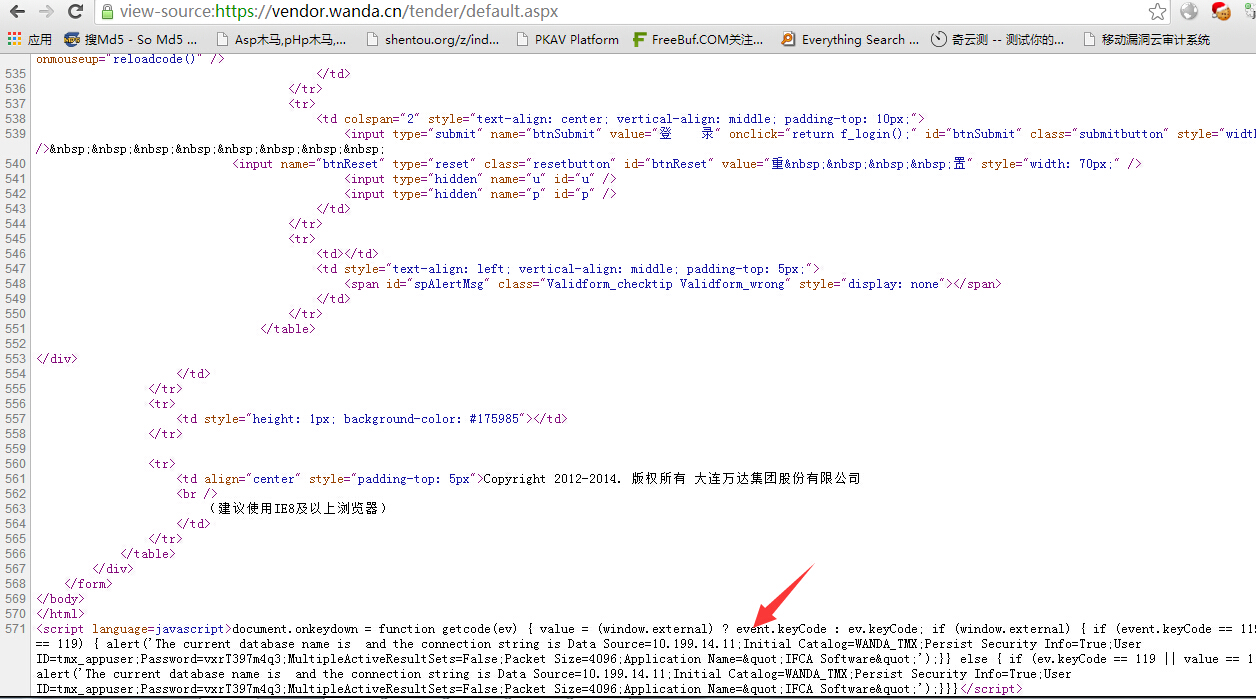 view-source:https://vendor.wanda.cn/tender/default.aspx
应用 搜Md5 - So Md5 ... Asp木马,pHp木马,... shentou.org/z/ind... PKAV Platform FreeBuf.COM关注... Everything Search ... 奇云测 -- 测试你的... 移动漏洞云审计系统
onmouseup="reloadcode()" />
535 </td>
536 </tr>
537 <tr>
538 <td colspan="2" style="text-align: center; vertical-align: middle; padding-top: 10px;">
539 <input type="submit" name="btnSubmit" value="登 录" onclick="return f_login();" id="btnSubmit" class="submitbutton" style="width
/>&nbsp;&nbsp;&nbsp;&nbsp;&nbsp;&nbsp;&nbsp;&nbsp;
540 <input name="btnReset" type="reset" class="resetbutton" id="btnReset" value="重&nbsp;&nbsp;&nbsp;&nbsp;置" style="width: 70px;" />
541 <input type="hidden" name="u" id="u" />
542 <input type="hidden" name="p" id="p" />
543 </td>
544 </tr>
545 <tr>
546 <td></td>
547 <td style="text-align: left; vertical-align: middle; padding-top: 5px;">
548 <span id="spAlertMsg" class="Validform_checktip Validform_wrong" style="display: none"></span>
549 </td>
550 </tr>
551 </table>
552
553 </div>
554 </td>
555 </tr>
556 <tr>
557 <td style="height: 1px; background-color: #175985"></td>
558 </tr>
559
560 <tr>
561 <td align="center" style="padding-top: 5px">Copyright 2012-2014. 版权所有 大连万达集团股份有限公司
562 <br />
563 （建议使用IE8及以上浏览器）
564 </td>
565 </tr>
566 </table>
567 </div>
568 </form>
569 </body>
570 </html>
571 <script language=javascript>document.onkeydown = function getcode(ev) { value = (window.external) ? event.keyCode : ev.keyCode; if (window.external) { if (event.keyCode == 119
== 119) { alert('The current database name is  and the connection string is Data Source=10.199.14.11;Initial Catalog=WANDA_TMX;Persist Security Info=True;User
ID=tmx_appuser;Password=vxrT397m4q3;MultipleActiveResultSets=False;Packet Size=4096;Application Name=&quot;IFCA Software&quot;');}} else { if (ev.keyCode == 119 || value == 1
alert('The current database name is  and the connection string is Data Source=10.199.14.11;Initial Catalog=WANDA_TMX;Persist Security Info=True;User
ID=tmx_appuser;Password=vxrT397m4q3;MultipleActiveResultSets=False;Packet Size=4096;Application Name=&quot;IFCA Software&quot;');}}}</script>